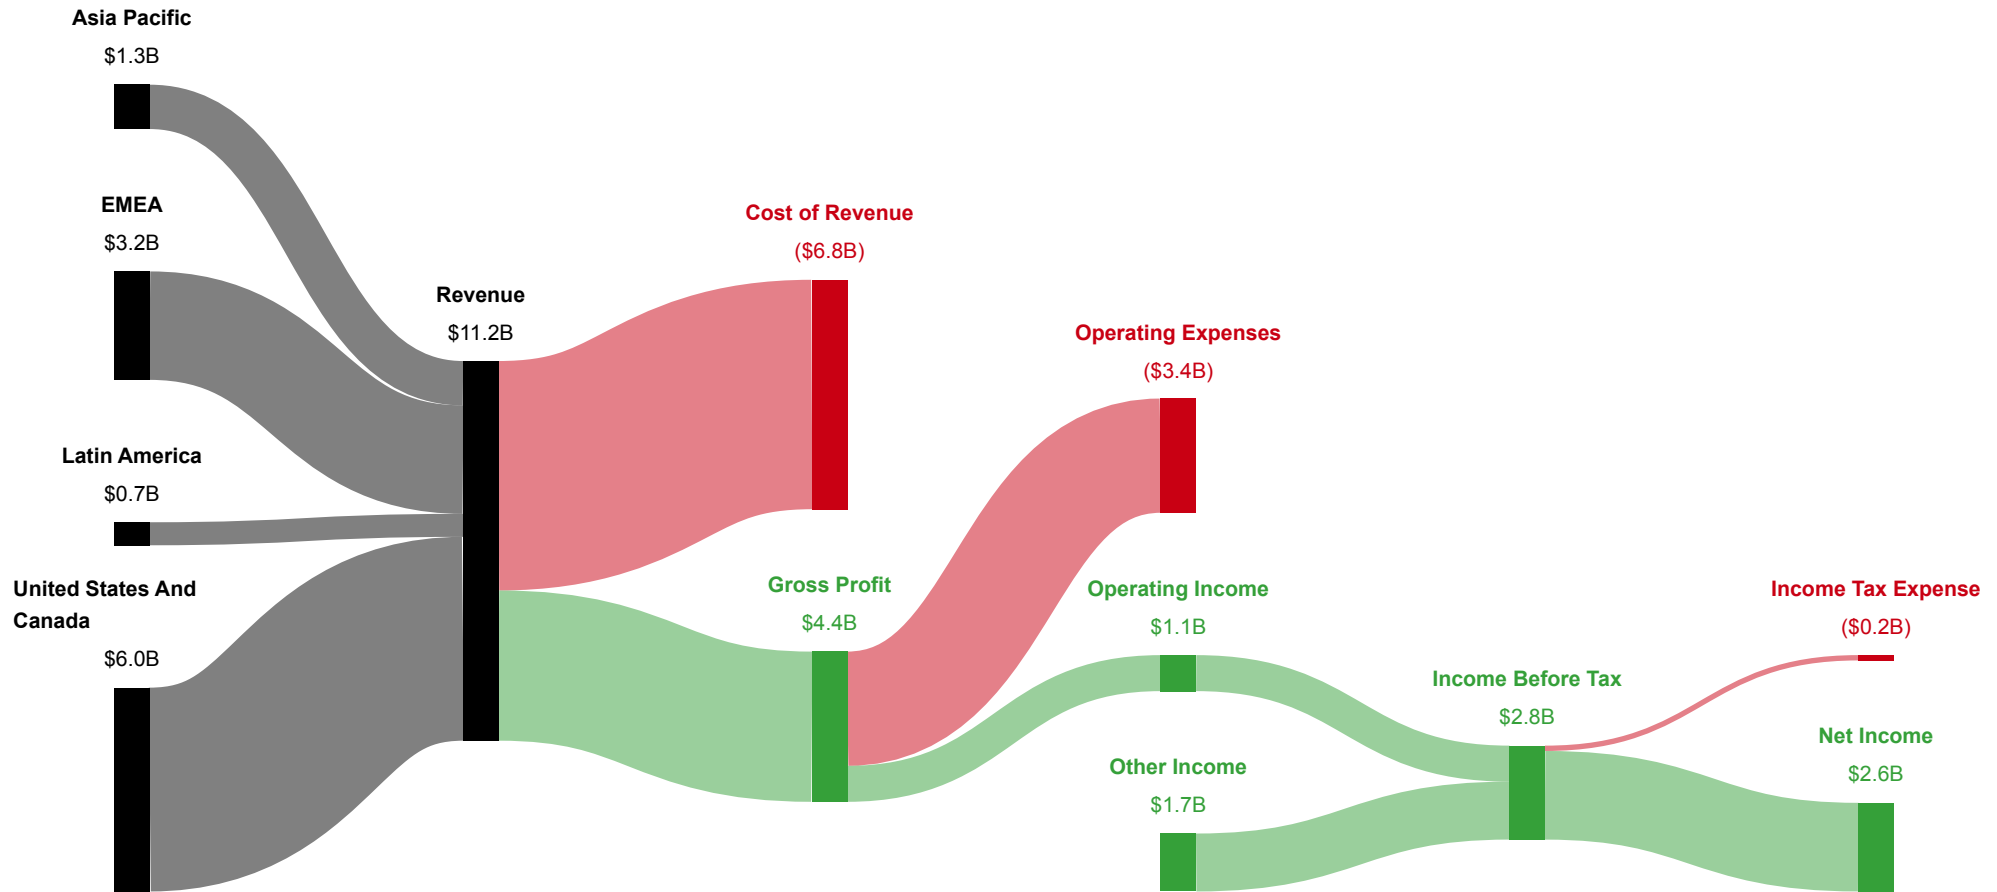 Asia Pacific
$1.3B
EMEA
$3.2B
Latin America
$0.7B
United States And
Canada
$6.0B
Revenue
$11.2B
Cost of Revenue
($6.8B)
Gross Profit
$4.4B
Operating Expenses
($3.4B)
Operating Income
$1.1B
Other Income
$1.7B
Income Before Tax
$2.8B
Income Tax Expense
($0.2B)
Net Income
$2.6B